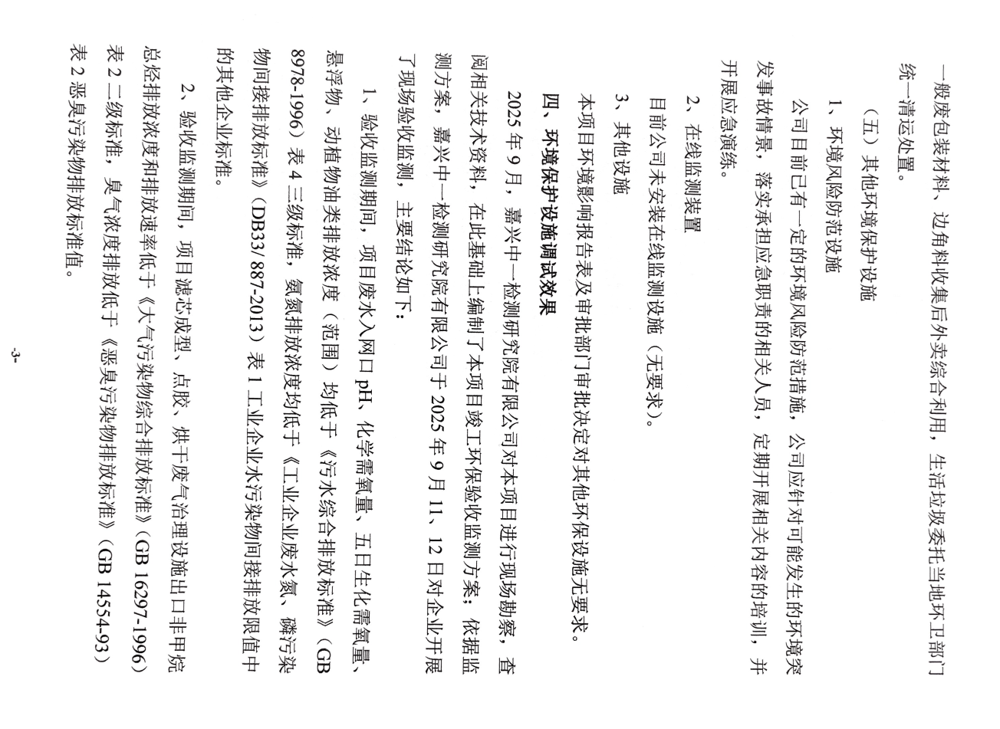 一般废包装材料、边角料收集后外卖综合利用，生活垃圾委托当地环卫部门
统一清运处置。
（五）其他环境保护设施
1、环境风险防范设施
公司目前已有一定的环境风险防范措施，公司应针对可能发生的环境突
发事故情景，落实承担应急职责的相关人员，定期开展相关内容的培训，并
开展应急演练。
2、在线监测装置
目前公司未安装在线监测设施（无要求）。
3、其他设施
本项目环境影响报告表及审批部门审批决定对其他环保设施无要求。
四、环境保护设施调试效果
2025 年 9 月，嘉兴中一检测研究院有限公司对本项目进行现场勘察，查
阅相关技术资料，在此基础上编制了本项目竣工环保验收监测方案；依据监
测方案，嘉兴中一检测研究院有限公司于 2025 年 9 月 11、12 日对企业开展
了现场验收监测，主要结论如下：
1、验收监测期间，项目废水入网口 pH、化学需氧量、五日生化需氧量、
悬浮物、动植物油类排放浓度（范围）均低于《污水综合排放标准》（GB
8978-1996）表 4 三级标准，氨氮排放浓度均低于《工业企业废水氮、磷污染
物间接排放标准》（DB33/ 887-2013）表 1 工业企业水污染物间接排放限值中
的其他企业标准。
2、验收监测期间，项目滤芯成型、点胶、烘干废气治理设施出口非甲烷
总烃排放浓度和排放速率低于《大气污染物综合排放标准》（GB 16297-1996）
表 2 二级标准，臭气浓度排放低于《恶臭污染物排放标准》（GB 14554-93）
表 2 恶臭污染物排放标准值。
-3-